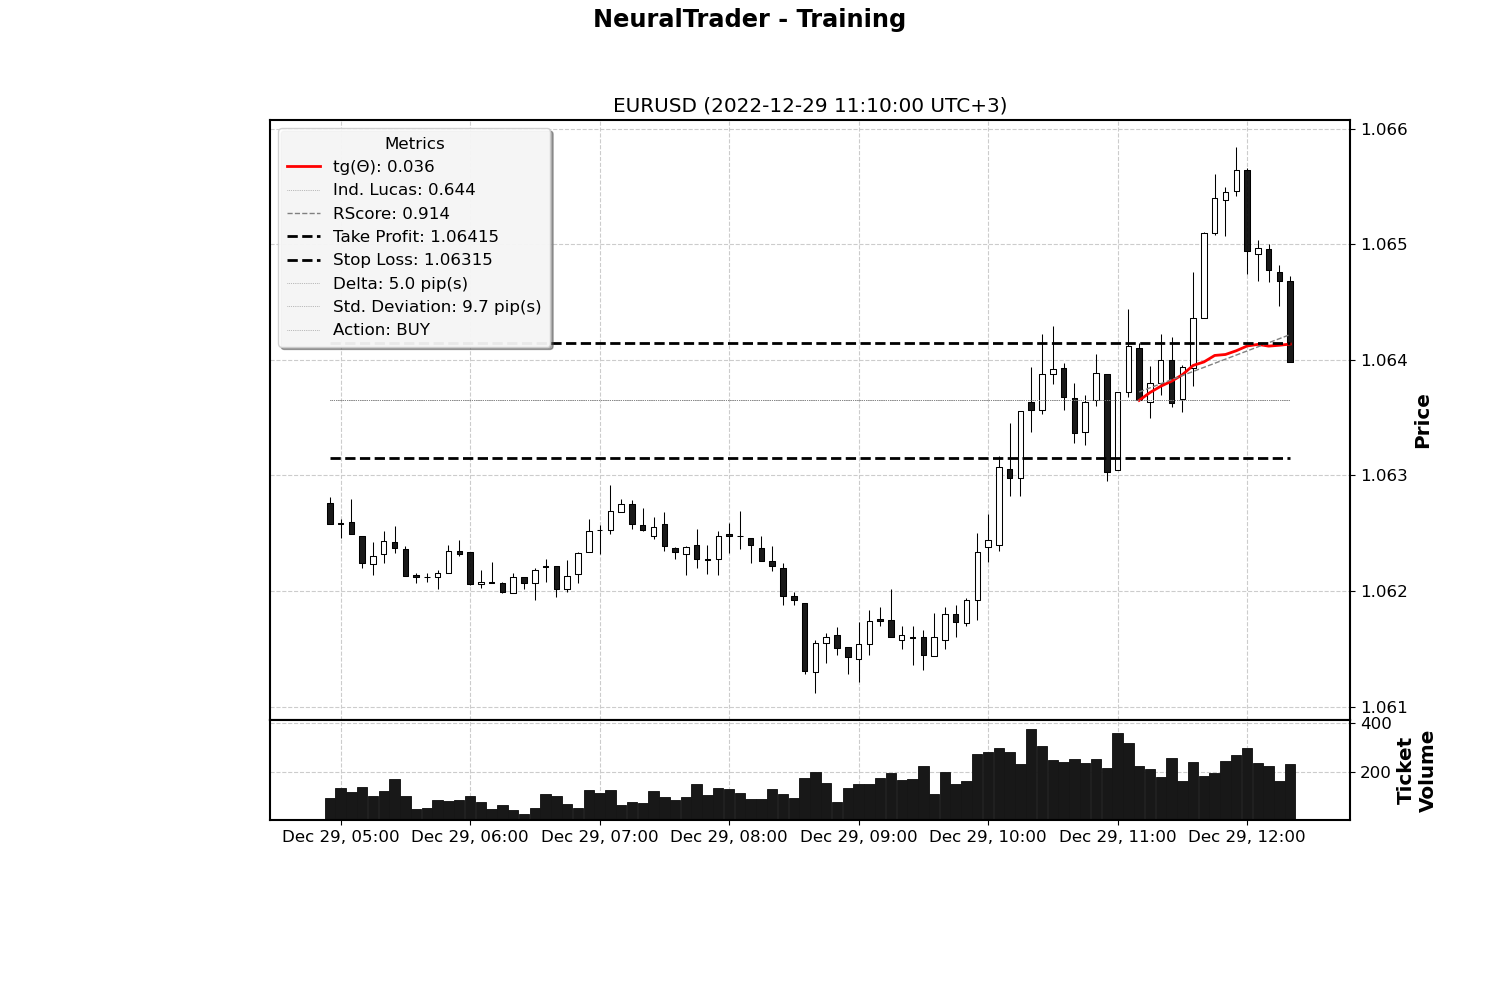 NeuralTrader - Training
EURUSD (2022-12-29 11:10:00 UTC+3)
Metrics
tg(Θ): 0.036
Ind. Lucas: 0.644
RScore: 0.914
Take Profit: 1.06415
Stop Loss: 1.06315
Delta: 5.0 pip(s)
Std. Deviation: 9.7 pip(s)
Action: BUY
1.066
1.065
1.064
1.063
1.062
1.061
Price
400
200
Ticket
Volume
Dec 29, 05:00 Dec 29, 06:00 Dec 29, 07:00 Dec 29, 08:00 Dec 29, 09:00 Dec 29, 10:00 Dec 29, 11:00 Dec 29, 12:00